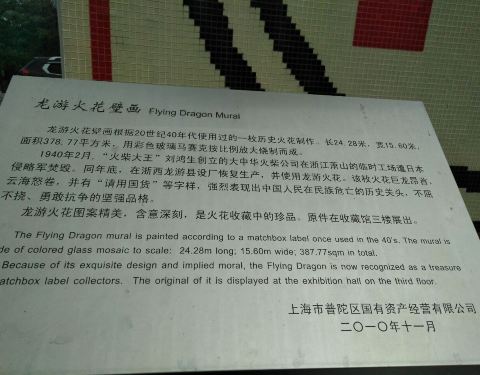 龙游火花壁画 Flying Dragon Mural
龙游火花壁画根据20世纪40年代使用过的一枚历史火花制作。长24.28米，宽15.60米，
面积378.77平方米，用彩色玻璃马赛克按比例放大烧制而成。
1940年2月，“火柴大王”刘鸿生创立的大中华火柴公司在浙江
的临时工场遭日
侵略军焚毁。同年底，在浙西龙游县设厂恢复生产，并使用龙游火花。该枚火花巨龙昂首，
云海怒卷，并有“请用国货”等字样，强烈表现出中国人民在民族危亡的历史关头，不屈
不挠、勇敢抗争的坚强品格。
龙游火花图案精美，含意深刻，是火花收藏中的珍品。原件在收藏馆三楼展出。
The Flying Dragon mural is painted according to a matchbox label once used in the 40's. The mural is
de of colored glass mosaic to scale: 24.28m long; 15.60m wide; 387.77sqm in total.
Because of its exquisite design and implied moral, the Flying Dragon is now recognized as a treasure
atchbox label collectors. The original of it is displayed at the exhibition hall on the third floor.
上海市普陀区国有资产经营有限公司
二〇一〇年十一月